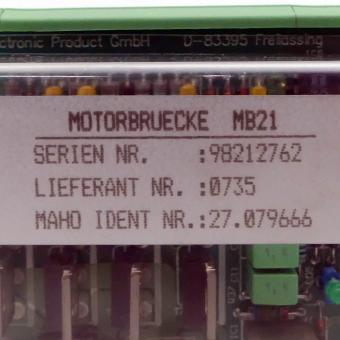 ctronic Product GmbH D-83395 Freilassing
MOTORBRUECKE MB21
SERIEN NR. :98212762
LIEFERANT NR. :0735
MAHO IDENT NR.:27.079666